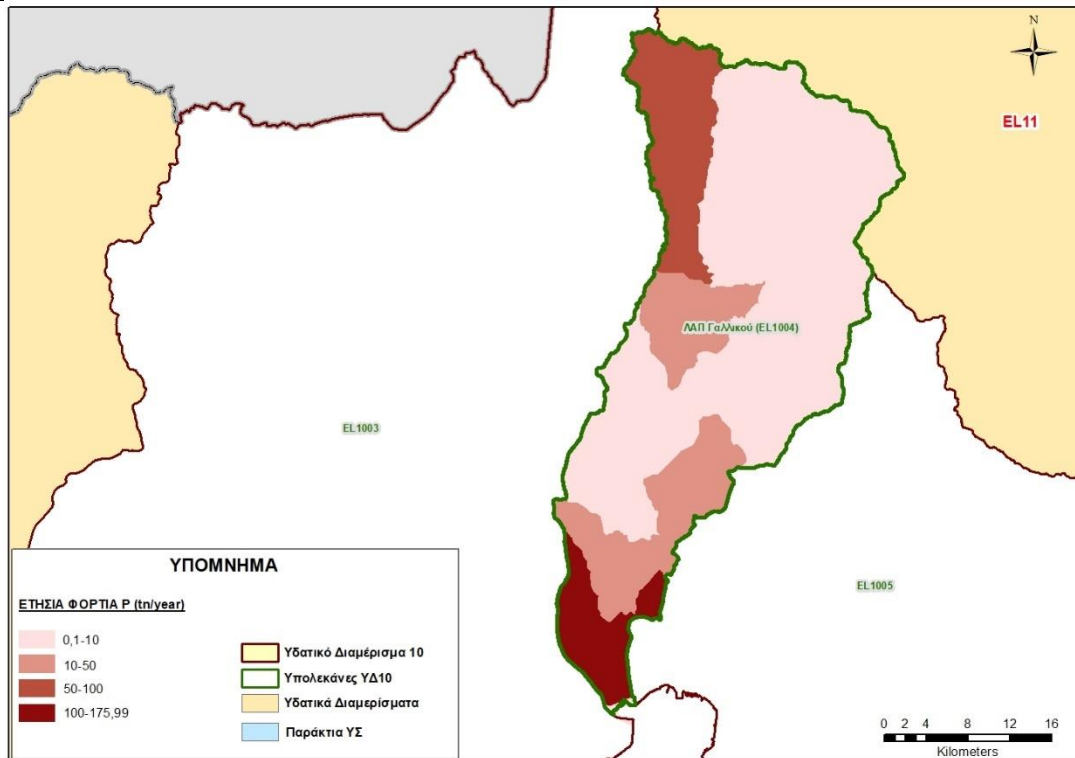 N
EL11
ΛΑΠ Γαλλικού (EL1004)
EL1003
EL1005
ΥΠΟΜΝΗΜΑ
ΕΤΗΣΙΑ ΦΟΡΤΙΑ P (tn/year)
0,1-10
10-50
50-100
100-175,99
Υδατικό Διαμέρισμα 10
Υπολεκάνες ΥΔ10
Υδατικά Διαμερίσματα
Παράκτια ΥΣ
0 2 4 8 12 16
Kilometers